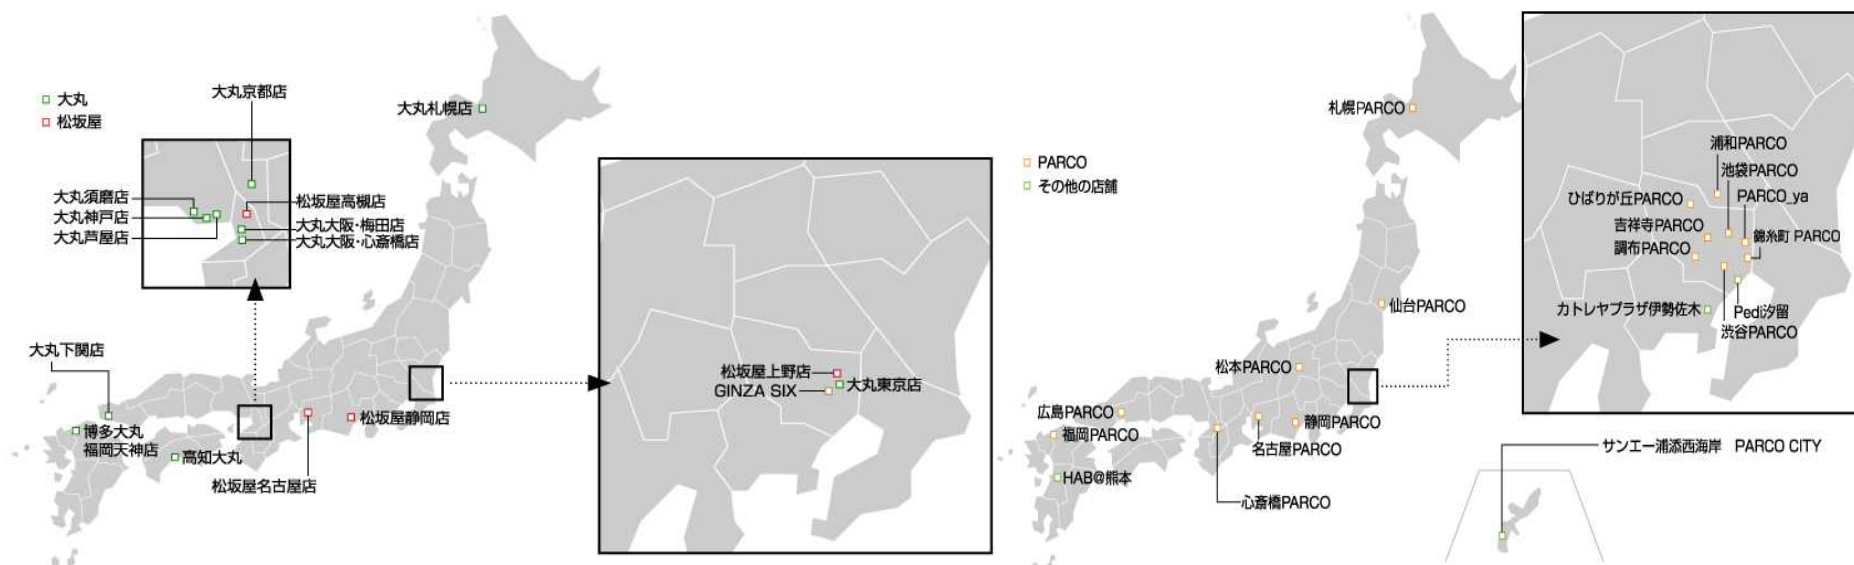 大丸
松坂屋
大丸京都店
大丸札幌店
大丸須磨店
大丸神戸店
大丸芦屋店
松坂屋高槻店
大丸大阪・梅田店
大丸大阪・心斎橋店
大丸下関店
博多大丸
福岡天神店
高知大丸
松坂屋名古屋店
松坂屋静岡店
松坂屋上野店
GINZA SIX
大丸東京店
PARCO
その他の店舗
札幌PARCO
仙台PARCO
松本PARCO
広島PARCO
福岡PARCO
HAB@熊本
心斎橋PARCO
名古屋PARCO
静岡PARCO
浦和PARCO
池袋PARCO
ひばりが丘PARCO
PARCO_ya
吉祥寺PARCO
錦糸町 PARCO
調布PARCO
カトレヤプラザ伊勢佐木
Pedi汐留
渋谷PARCO
サンエー浦添西海岸　PARCO CITY